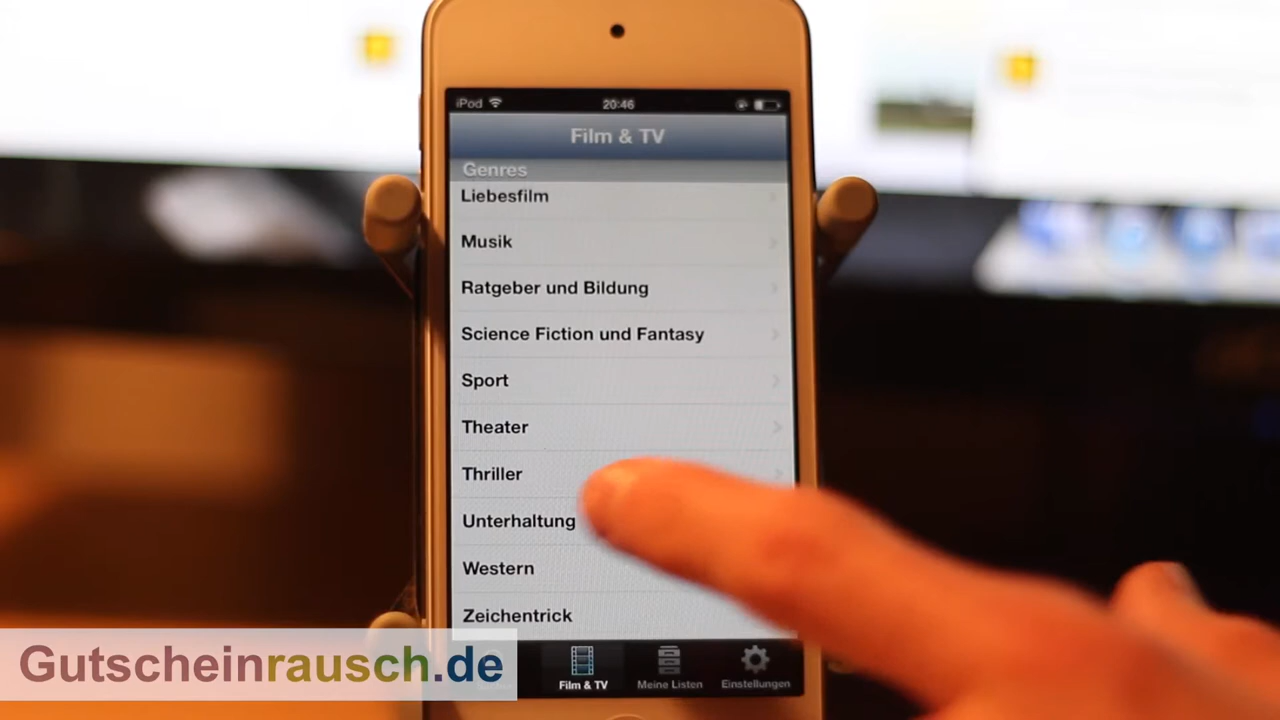 iPod
20:46
Film & TV
Genres
Liebesfilm
Musik
Ratgeber und Bildung
Science Fiction und Fantasy
Sport
Theater
Thriller
Unterhaltung
Western
Zeichentrick
Gutscheinrausch.de
Film & TV
Meine Listen
Einstellungen